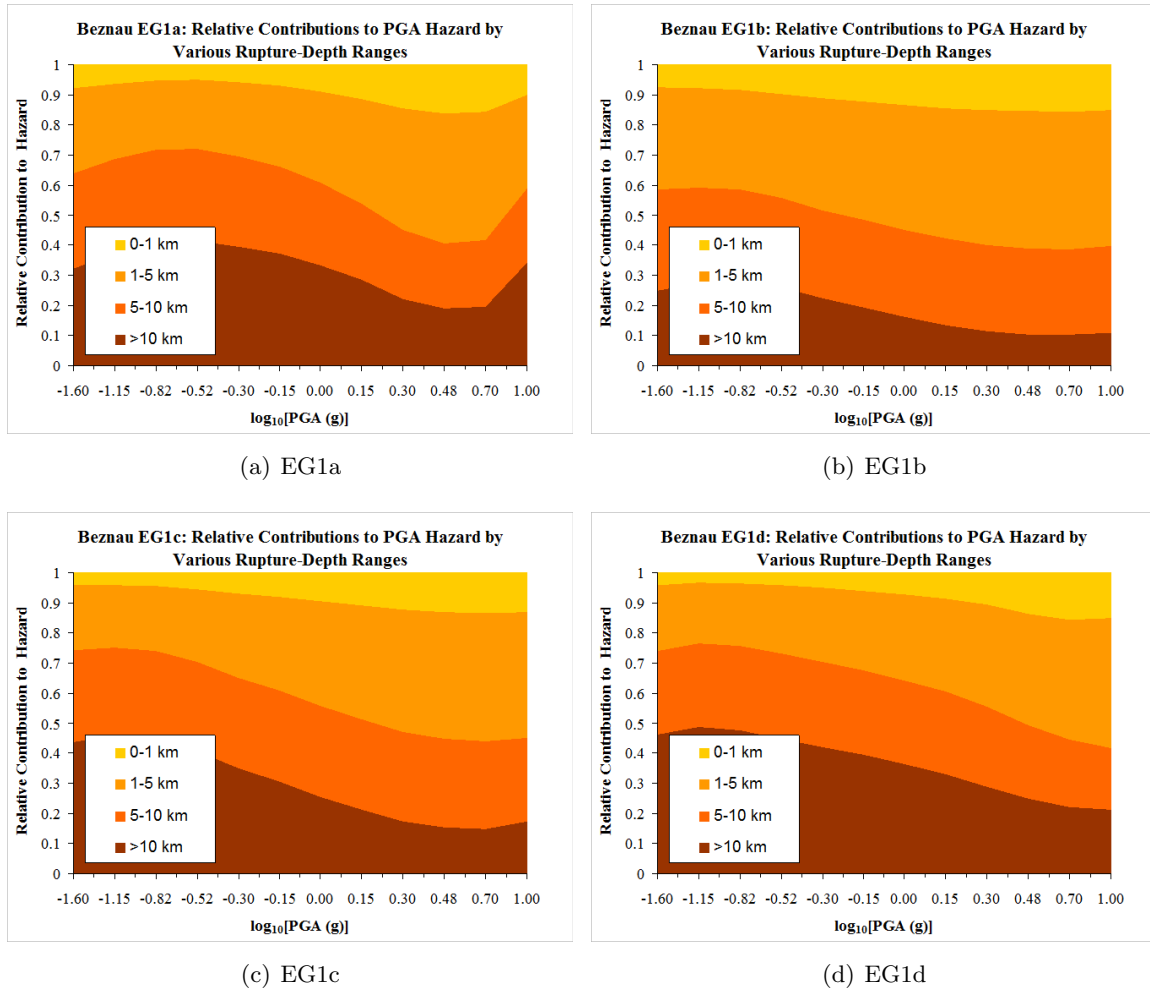 Beznau EG1a: Relative Contributions to PGA Hazard by
Various Rupture-Depth Ranges
Relative Contribution to Hazard
1
0.9
0.8
0.7
0.6
0.5
0.4
0.3
0.2
0.1
0
0-1 km
1-5 km
5-10 km
>10 km
-1.60 -1.15 -0.82 -0.52 -0.30 -0.15 0.00 0.15 0.30 0.48 0.70 1.00
log10[PGA (g)]
(a) EG1a
Beznau EG1b: Relative Contributions to PGA Hazard by
Various Rupture-Depth Ranges
Relative Contribution to Hazard
1
0.9
0.8
0.7
0.6
0.5
0.4
0.3
0.2
0.1
0
0-1 km
1-5 km
5-10 km
>10 km
-1.60 -1.15 -0.82 -0.52 -0.30 -0.15 0.00 0.15 0.30 0.48 0.70 1.00
log10[PGA (g)]
(b) EG1b
Beznau EG1c: Relative Contributions to PGA Hazard by
Various Rupture-Depth Ranges
Relative Contribution to Hazard
1
0.9
0.8
0.7
0.6
0.5
0.4
0.3
0.2
0.1
0
0-1 km
1-5 km
5-10 km
>10 km
-1.60 -1.15 -0.82 -0.52 -0.30 -0.15 0.00 0.15 0.30 0.48 0.70 1.00
log10[PGA (g)]
(c) EG1c
Beznau EG1d: Relative Contributions to PGA Hazard by
Various Rupture-Depth Ranges
Relative Contribution to Hazard
1
0.9
0.8
0.7
0.6
0.5
0.4
0.3
0.2
0.1
0
0-1 km
1-5 km
5-10 km
>10 km
-1.60 -1.15 -0.82 -0.52 -0.30 -0.15 0.00 0.15 0.30 0.48 0.70 1.00
log10[PGA (g)]
(d) EG1d